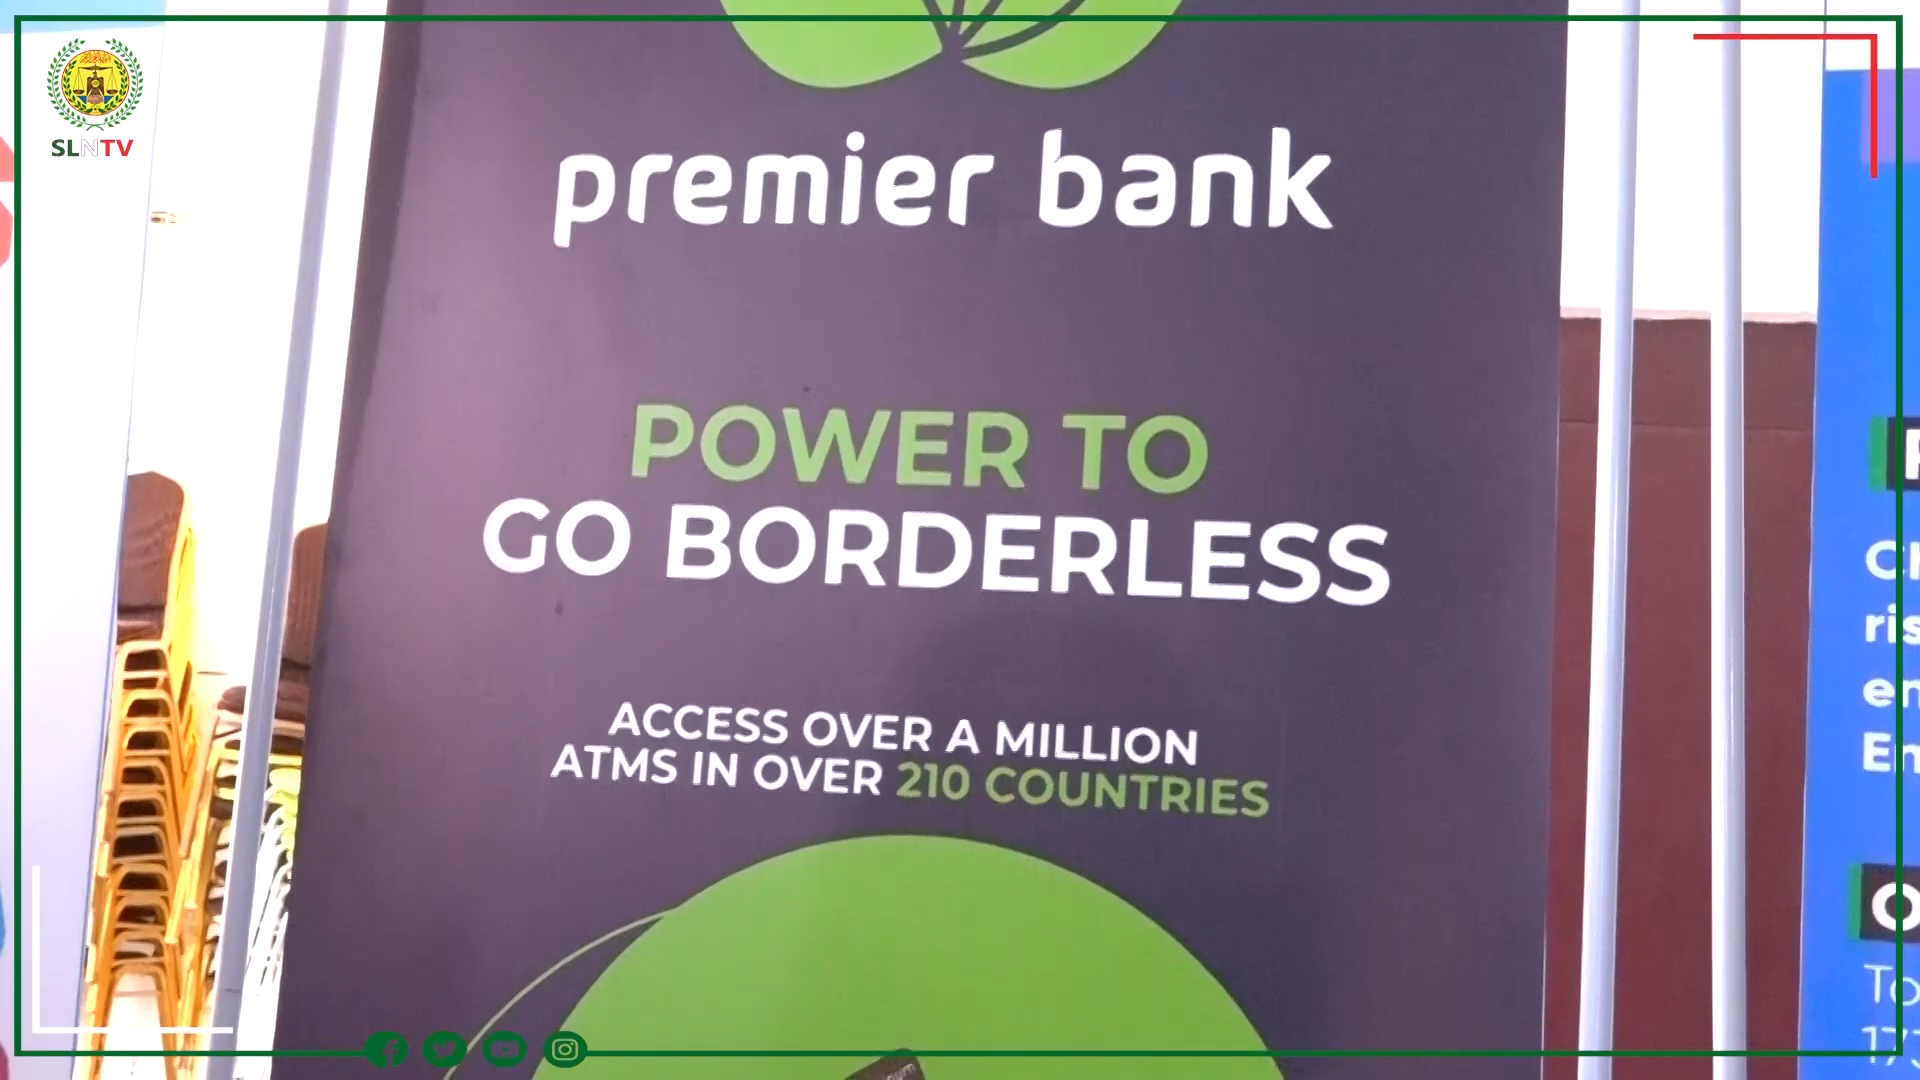 SLNTV
premier bank
POWER TO
GO BORDERLESS
ACCESS OVER A MILLION
ATMS IN OVER 210 COUNTRIES